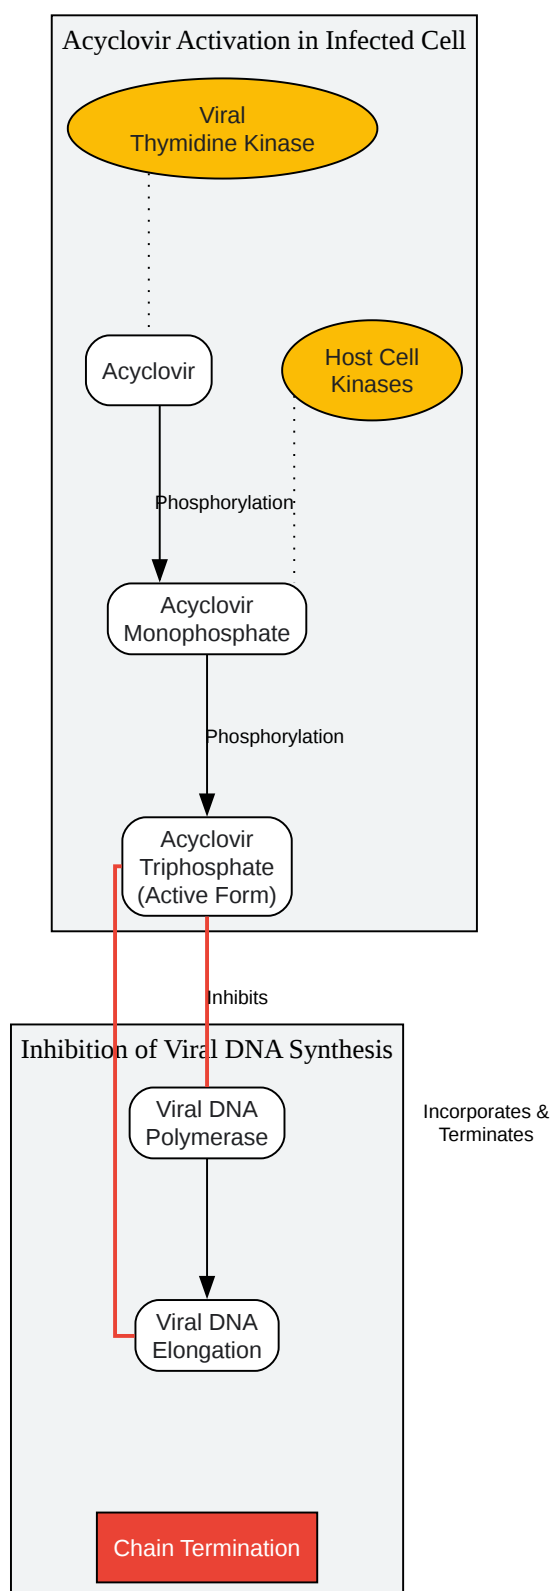 Acyclovir Activation in Infected Cell
Viral
Thymidine Kinase
Acyclovir
Host Cell
Kinases
Phosphorylation
Acyclovir
Monophosphate
Phosphorylation
Acyclovir
Triphosphate
(Active Form)
Inhibits
Inhibition of Viral DNA Synthesis
Viral DNA
Polymerase
Incorporates &
Terminates
Viral DNA
Elongation
Chain Termination